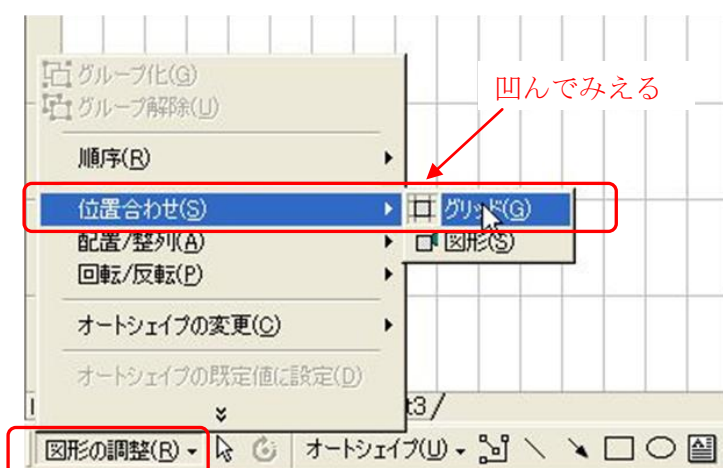 グループ化(G)
グループ解除(U)
凹んでみえる
順序(R)
位置合わせ(S)
グリッド(G)
配置/整列(A)
図形(S)
回転/反転(P)
オートシェイプの変更(C)
オートシェイプの既定値に設定(D)
t3/
図形の調整(R)
オートシェイプ(U)